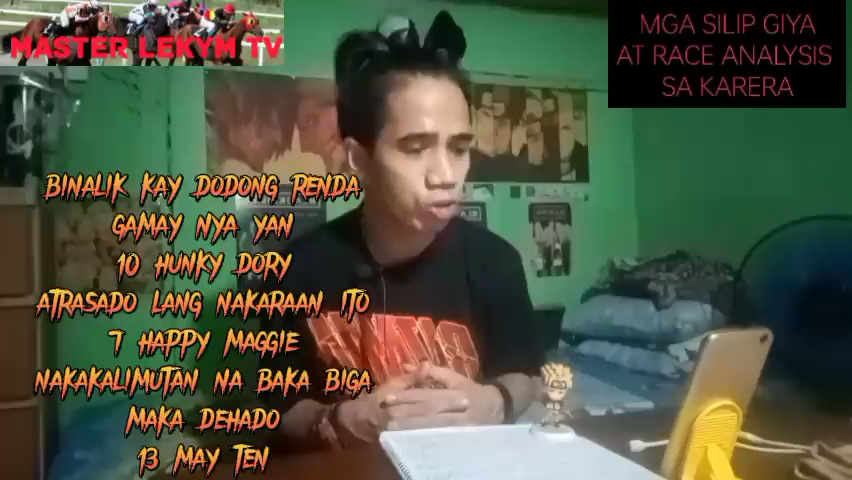 MASTER LEKYM TV
MGA SILIP GIYA
AT RACE ANALYSIS
SA KARERA
BINALIK KAY DODONG RENDA
GAMAY NYA YAN
10 HUNKY DORY
ATRASADO LANG NAKARAAN ITO
7 HAPPY MAGGIE
NAKAKALIMUTAN NA BAKA BIGA
MAKA DEHADO
13 MAY TEN